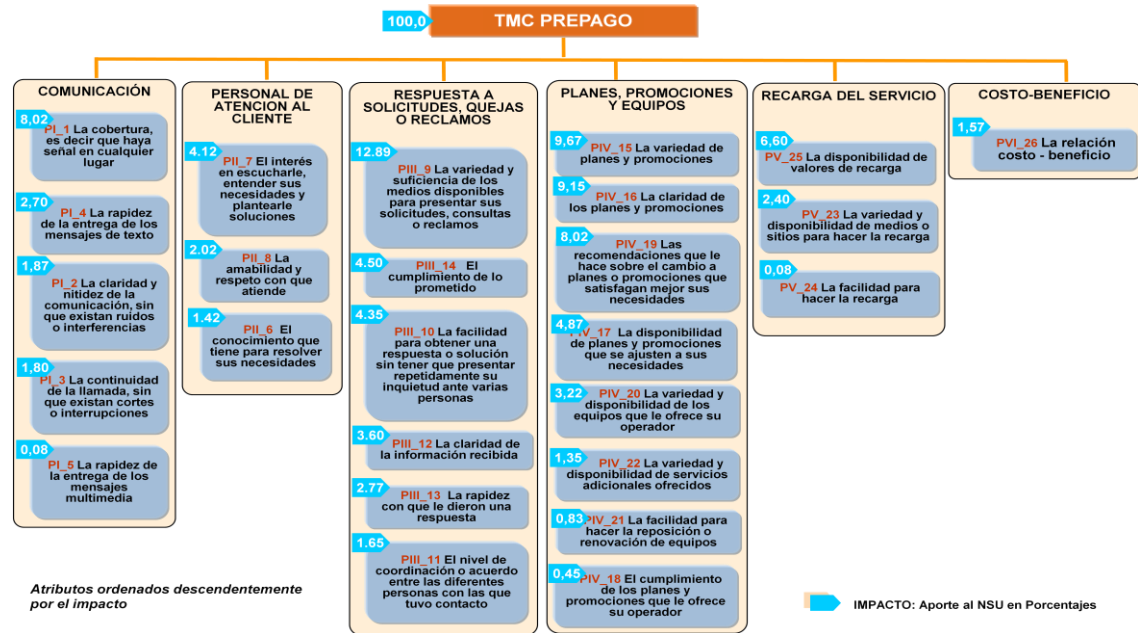 100,0
TMC PREPAGO
COMUNICACIÓN
8,02
PI_1 La cobertura,
es decir que haya
señal en cualquier
lugar
2,70
PI_4 La rapidez
de la entrega de los
mensajes de texto
1,87
PI_2 La claridad y
nitidez de la
comunicación, sin
que existan ruidos
o interferencias
1,80
PI_3 La continuidad
de la llamada, sin
que existan cortes
o interrupciones
0,08
PI_5 La rapidez de
la entrega de los
mensajes
multimedia
PERSONAL DE
ATENCION AL
CLIENTE
4.12
PII_7 El interés
en escucharle,
entender sus
necesidades y
plantearle
soluciones
2.02
PII_8 La
amabilidad y
respeto con que
atiende
1.42
PII_6 El
conocimiento que
tiene para resolver
sus necesidades
RESPUESTA A
SOLICITUDES, QUEJAS
O RECLAMOS
12.89
PIII_9 La variedad y
suficiencia de los
medios disponibles
para presentar sus
solicitudes, consultas
o reclamos
4.50
PIII_14 El
cumplimiento de lo
prometido
4.35
PIII_10 La facilidad
para obtener una
respuesta o solución
sin tener que presentar
repetidamente su
inquietud ante varias
personas
3.60
PIII_12 La claridad de
la información recibida
2.77
PIII_13 La rapidez
con que le dieron una
respuesta
1.65
PIII_11 El nivel de
coordinación o acuerdo
entre las diferentes
personas con las que
tuvo contacto
PLANES, PROMOCIONES
Y EQUIPOS
9,67
PIV_15 La variedad de
planes y promociones
9,15
PIV_16 La claridad de
los planes y promociones
8,02
PIV_19 Las
recomendaciones que le
hace sobre el cambio a
planes o promociones que
satisfagan mejor sus
necesidades
4,87
PIV_17 La disponibilidad
de planes y promociones
que se ajusten a sus
necesidades
3,22
PIV_20 La variedad y
disponibilidad de los
equipos que le ofrece su
operador
1,35
PIV_22 La variedad y
disponibilidad de servicios
adicionales ofrecidos
0,83
PIV_21 La facilidad para
hacer la reposición o
renovación de equipos
0,45
PIV_18 El cumplimiento
de los planes y
promociones que le ofrece
su operador
RECARGA DEL SERVICIO
6,60
PV_25 La disponibilidad de
valores de recarga
2,40
PV_23 La variedad y
disponibilidad de medios o
sitios para hacer la recarga
0,08
PV_24 La facilidad para
hacer la recarga
COSTO-BENEFICIO
1,57
PVI_26 La relación
costo - beneficio
Atributos ordenados descendentemente
por el impacto
IMPACTO: Aporte al NSU en Porcentajes